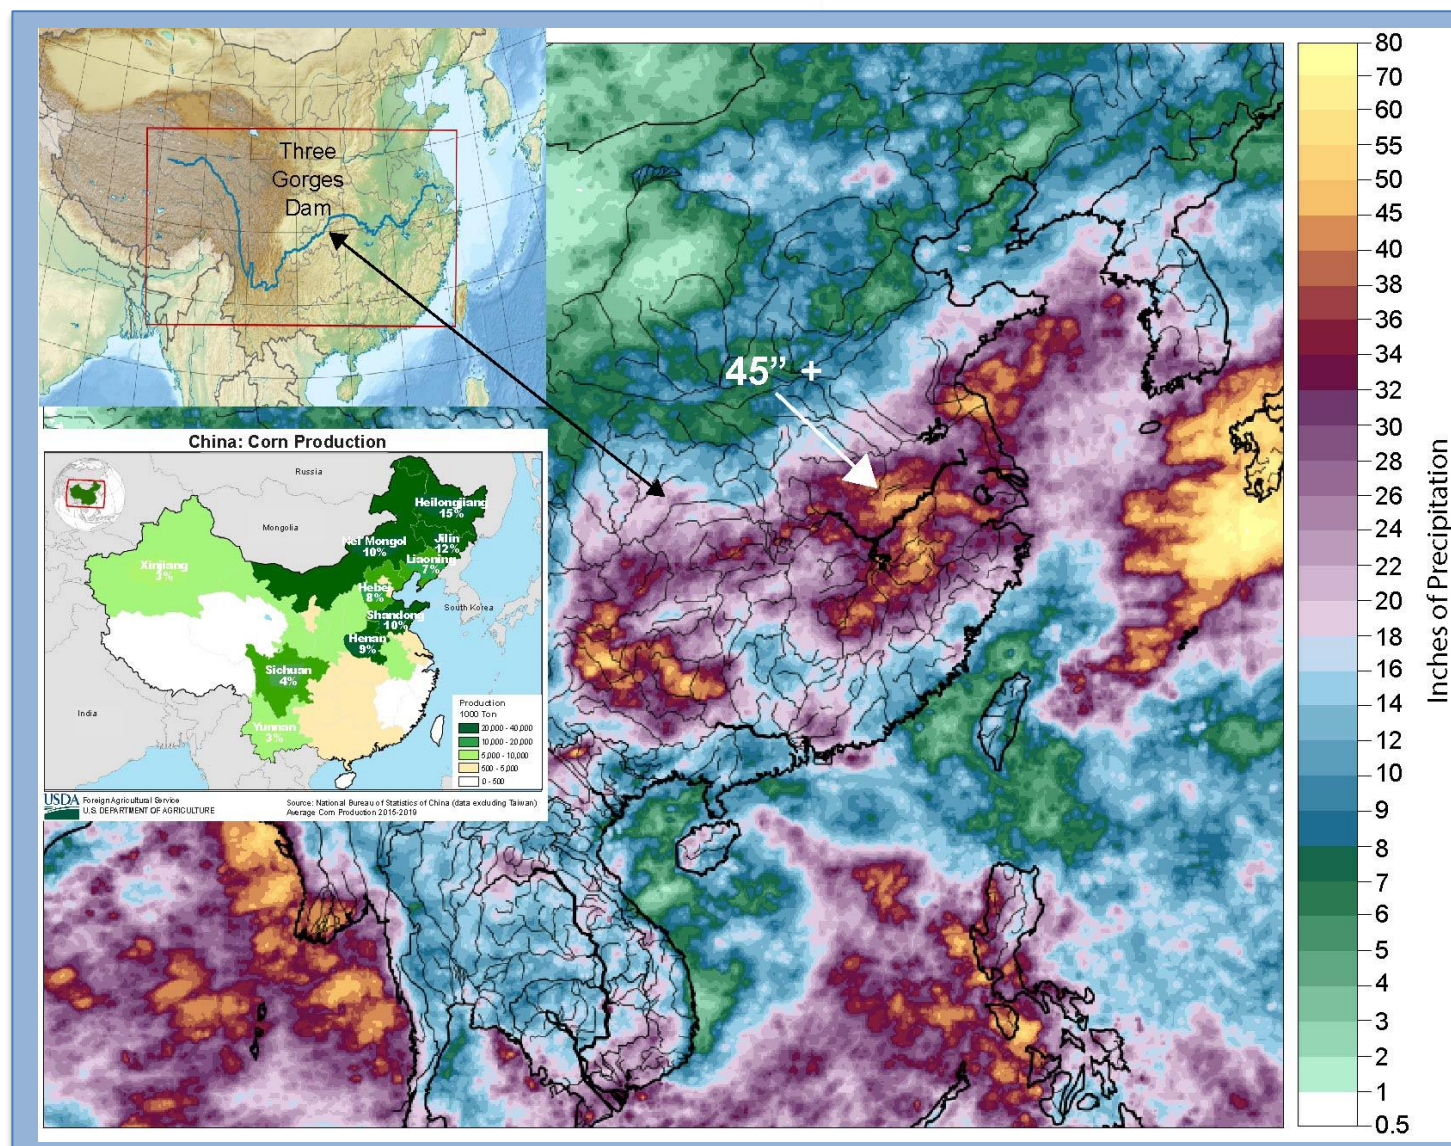 Three
Gorges
Dam
45” +
China: Corn Production
Russia
Mongolia
Heilongjiang
15%
Nei Mongol
10%
Jilin
12%
Liaoning
7%
Xinjiang
3%
Hebei
8%
South Korea
Shandong
10%
Henan
9%
Sichuan
4%
India
Yunnan
3%
Production
1000 Ton
20,000 - 40,000
10,000 - 20,000
5,000 - 10,000
500 - 5,000
0 - 500
USDA
Foreign Agricultural Service
U.S. DEPARTMENT OF AGRICULTURE
Source: National Bureau of Statistics of China (data excluding Taiwan)
Average Corn Production 2015-2019
80
70
60
55
50
45
40
38
36
34
32
30
28
26
24
22
20
18
16
14
12
10
9
8
7
6
5
4
3
2
1
0.5
Inches of Precipitation